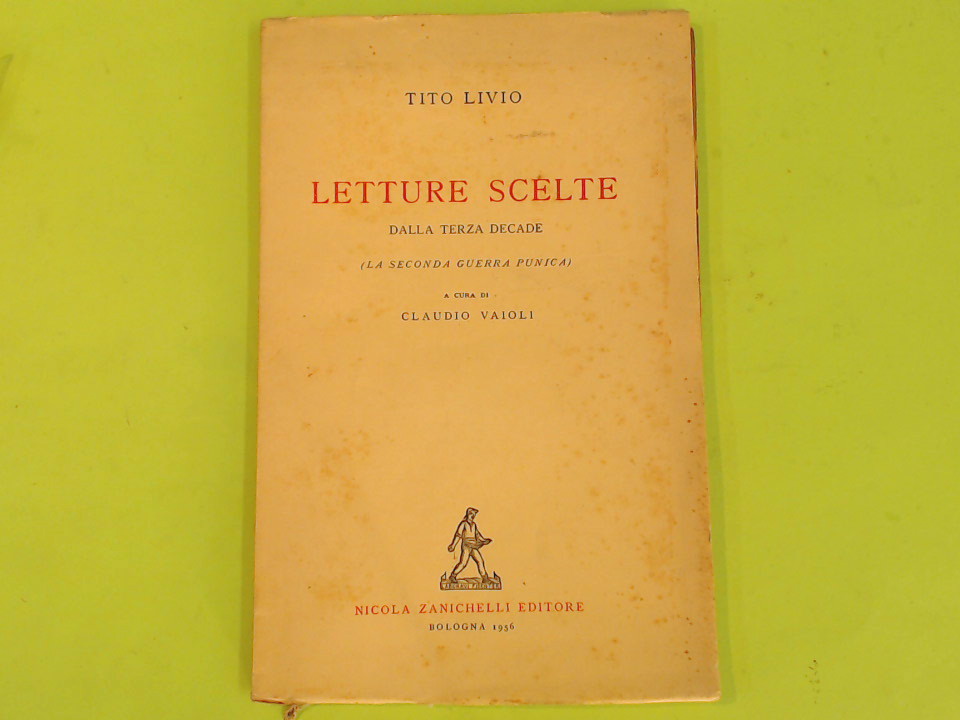 TITO LIVIO
LETTURE SCELTE
DALLA TERZA DECADE
(LA SECONDA GUERRA PUNICA)
A CURA DI
CLAUDIO VAIOLI
NICOLA ZANICHELLI EDITORE
BOLOGNA 1956